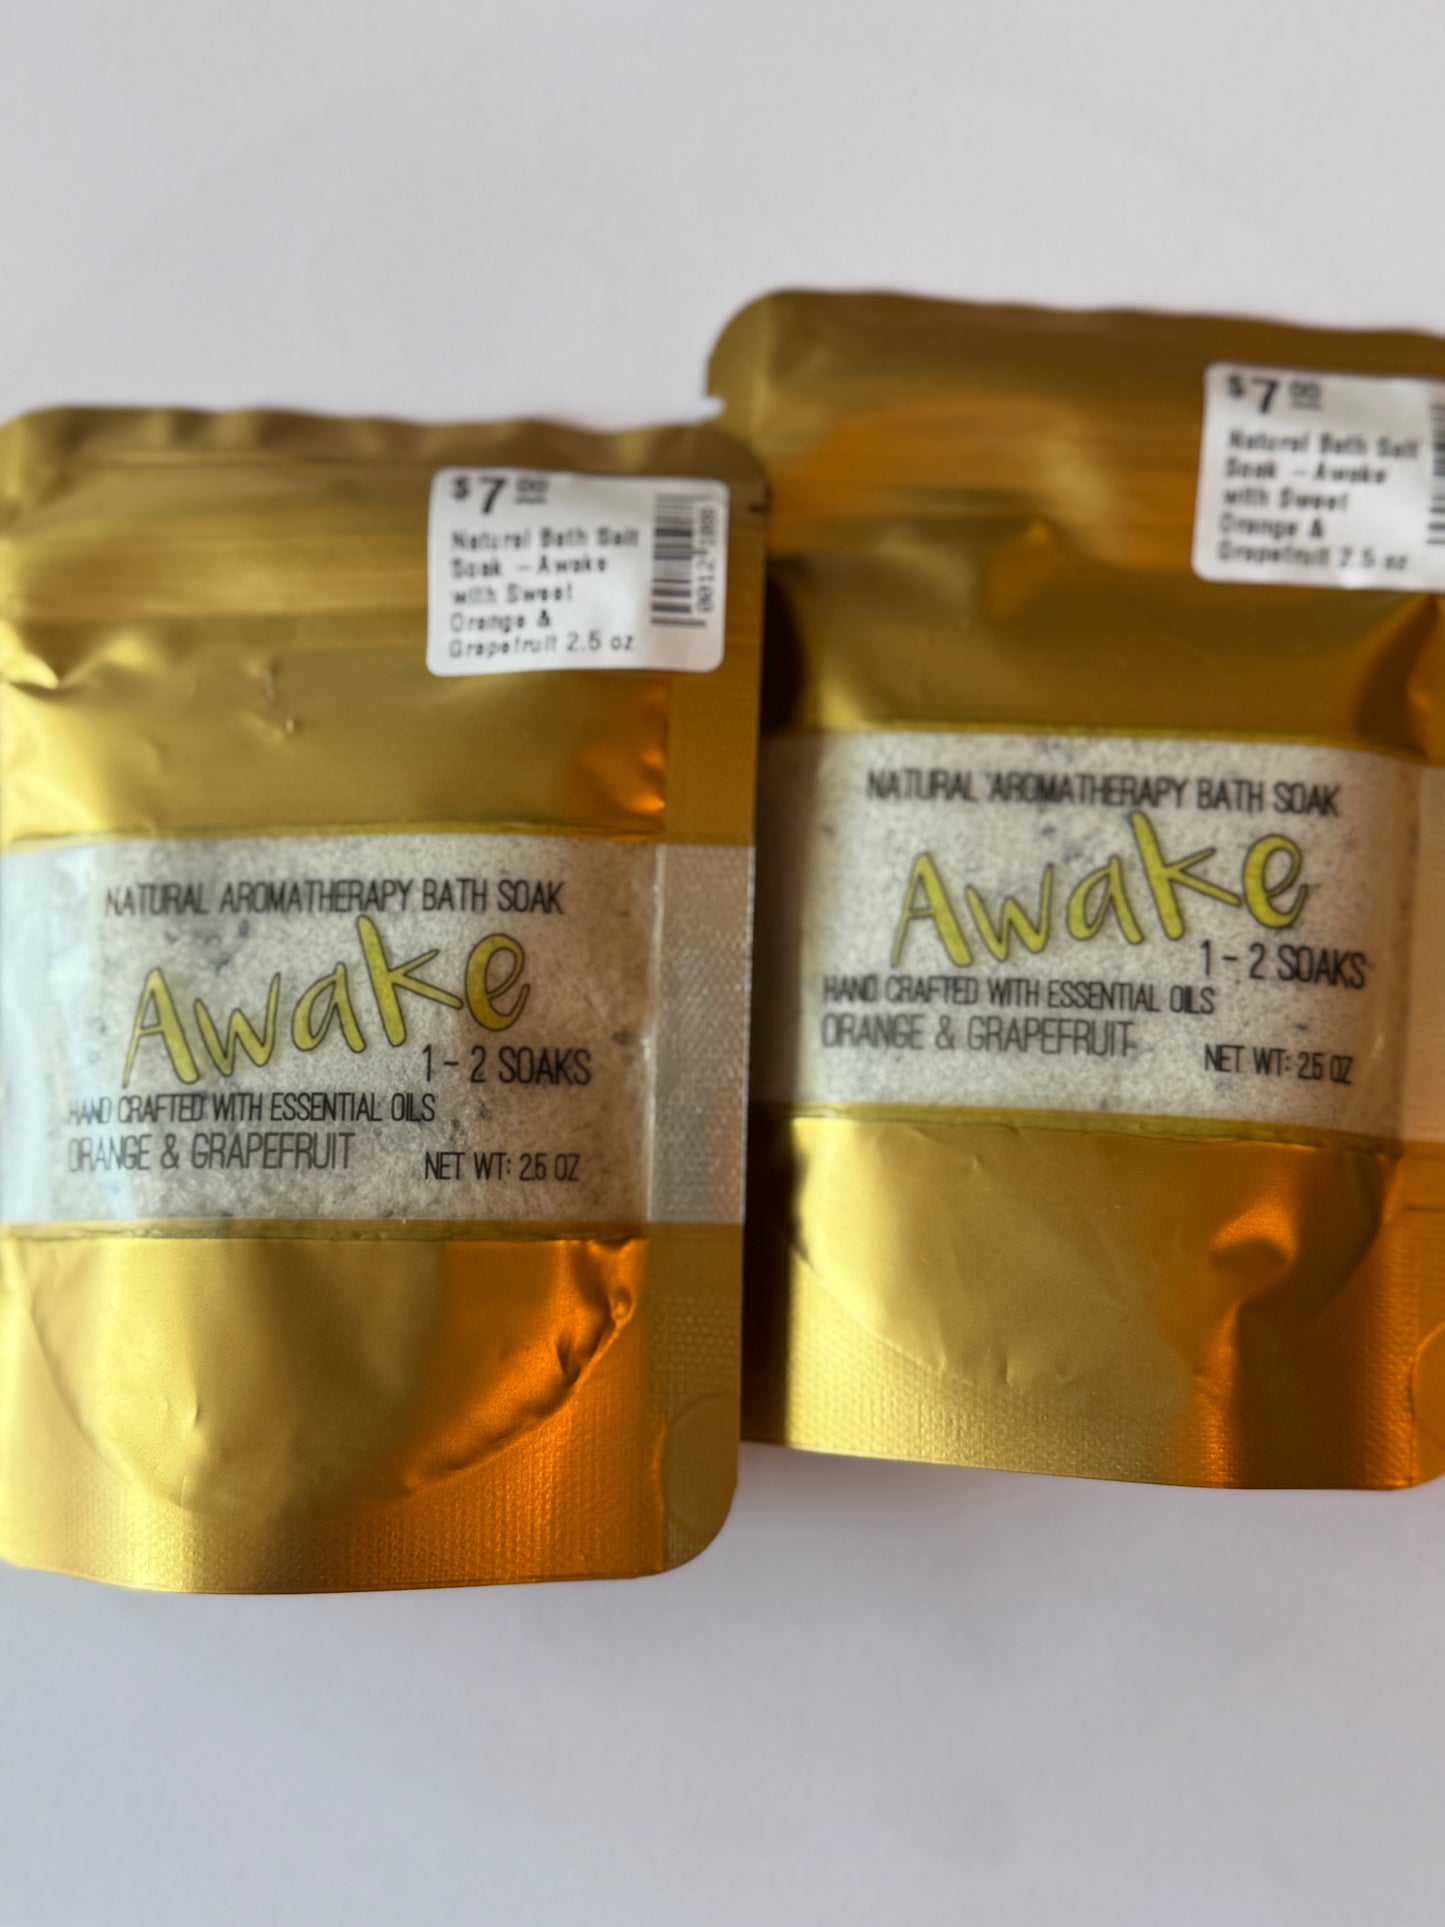 $7.00
Natural Bath Salt
Soak - Awake
with Sweet
Orange &
Grapefruit 2.5 oz
NATURAL AROMATHERAPY BATH SOAK
Awake
1 - 2 SOAKS
HAND CRAFTED WITH ESSENTIAL OILS
ORANGE & GRAPEFRUIT
NET WT: 2.5 OZ
$7.00
Natural Bath Salt
Soak - Awake
with Sweet
Orange &
Grapefruit 2.5 oz
NATURAL AROMATHERAPY BATH SOAK
Awake
1 - 2 SOAKS
HAND CRAFTED WITH ESSENTIAL OILS
ORANGE & GRAPEFRUIT
NET WT: 2.5 OZ